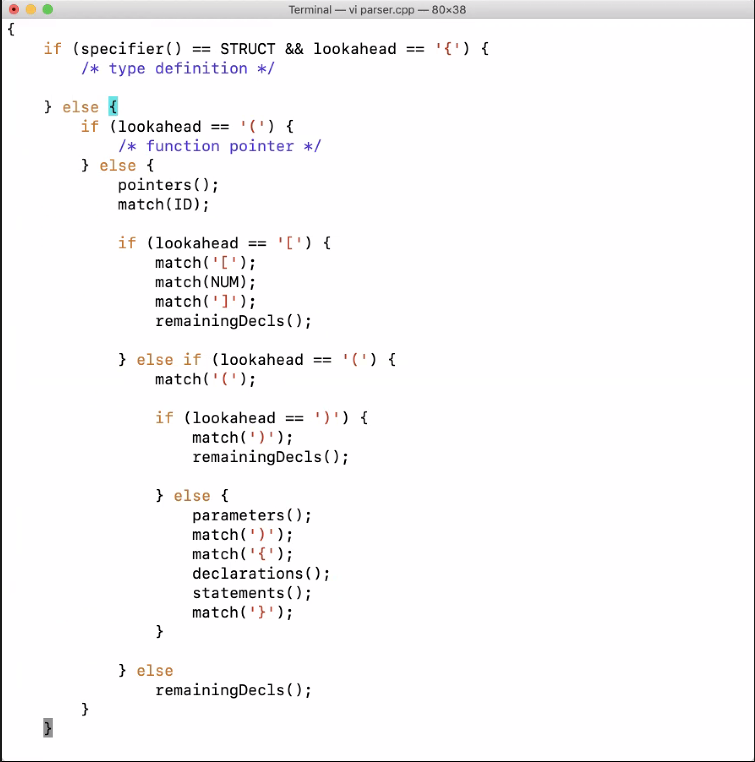 Terminal — vi parser.cpp — 80×38
{
    if (specifier() == STRUCT && lookahead == '{') {
        /* type definition */

    } else {
        if (lookahead == '(') {
            /* function pointer */
        } else {
            pointers();
            match(ID);

            if (lookahead == '[') {
                match('[');
                match(NUM);
                match(']');
                remainingDecls();

            } else if (lookahead == '(') {
                match('(');

                if (lookahead == ')') {
                    match(')');
                    remainingDecls();

                } else {
                    parameters();
                    match(')');
                    match('{');
                    declarations();
                    statements();
                    match('}');
                }

            } else
                remainingDecls();
        }
    }